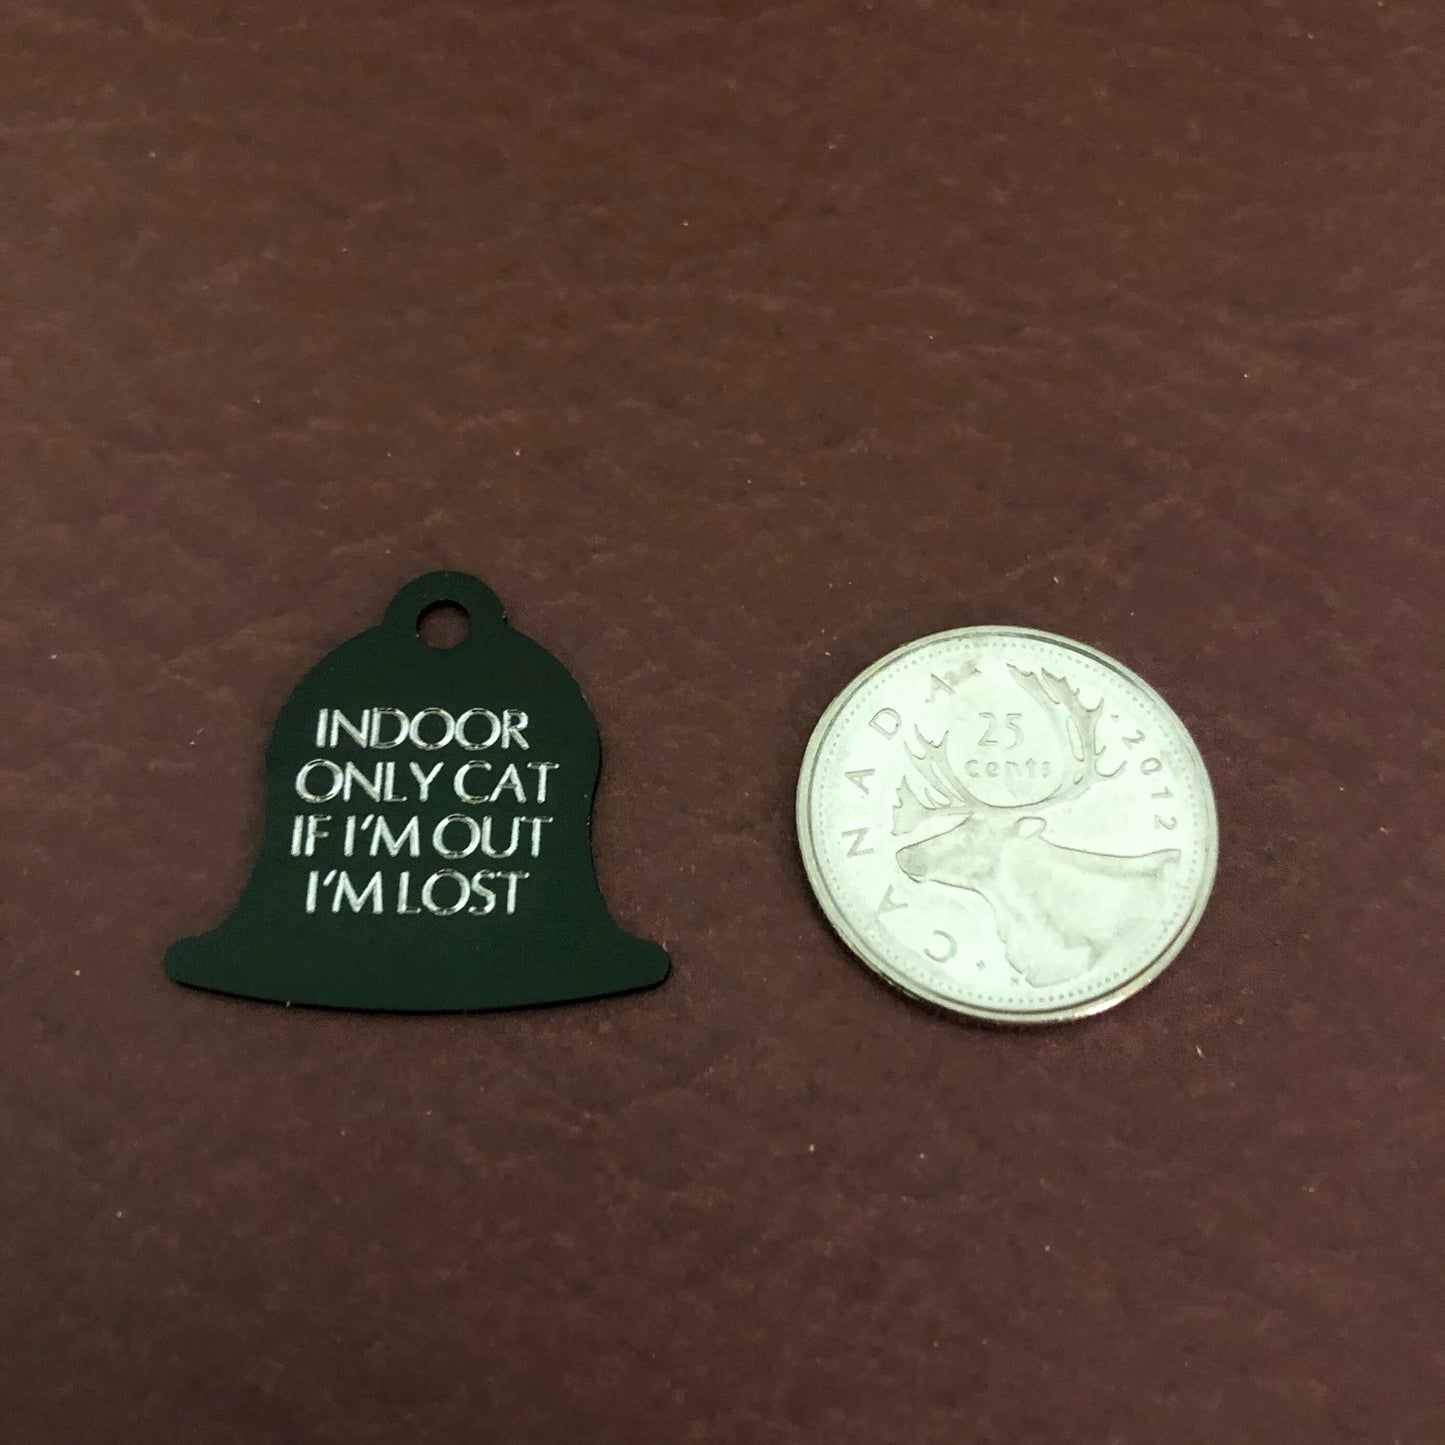 INDOOR
ONLY CAT
IF I'M OUT
I'M LOST
25
cents
CANADA
2012